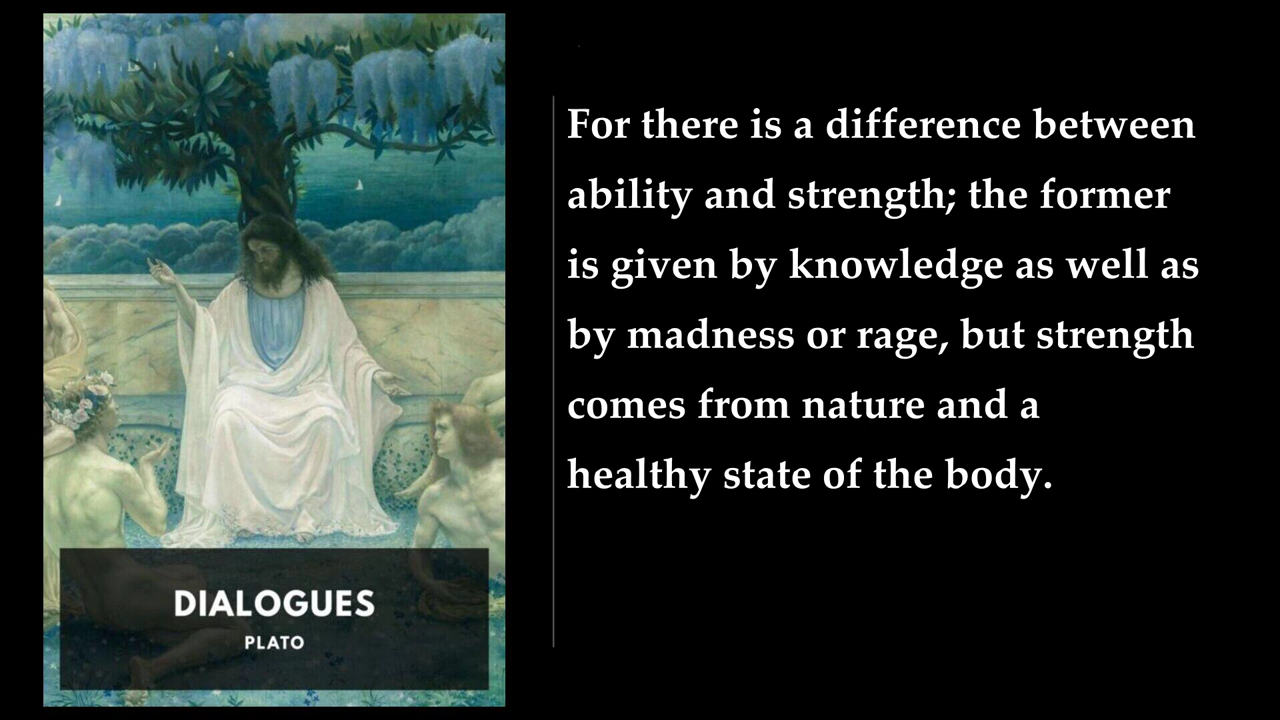 For there is a difference between
ability and strength; the former
is given by knowledge as well as
by madness or rage, but strength
comes from nature and a
healthy state of the body.
DIALOGUES
PLATO